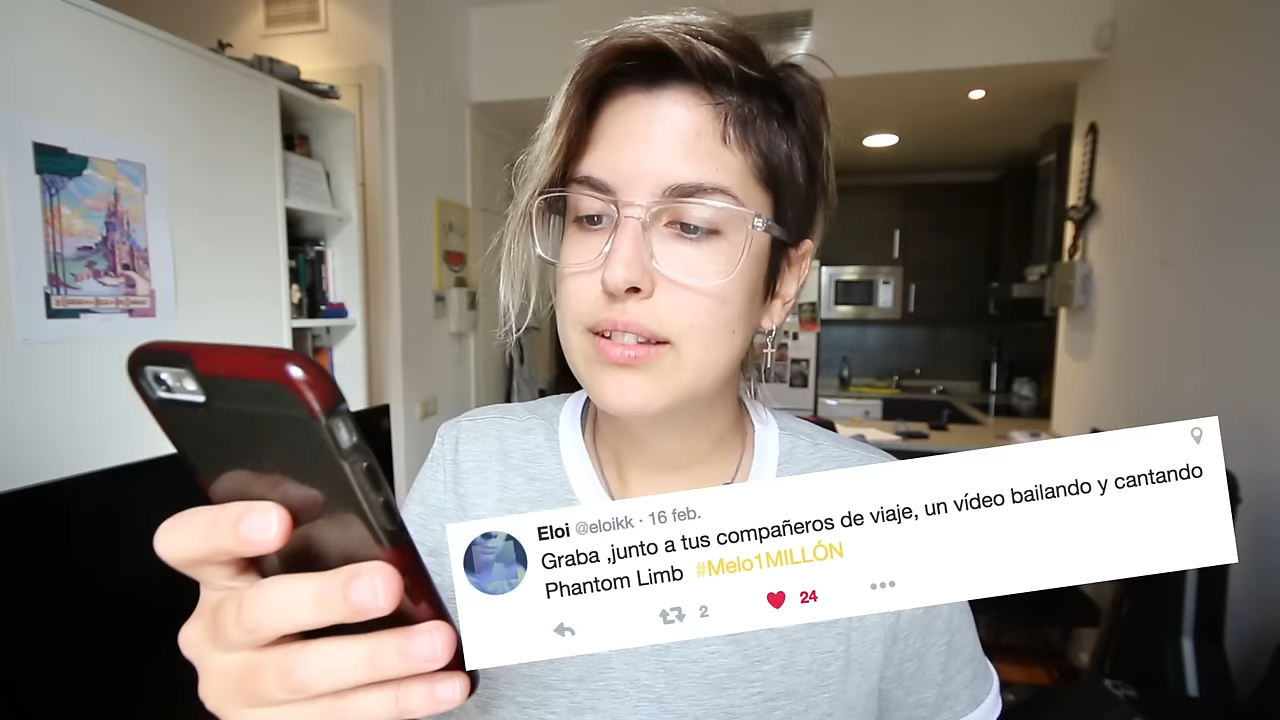 Eloi @eloikk · 16 feb.
Graba ,junto a tus compañeros de viaje, un vídeo bailando y cantando
Phantom Limb #Melo1MILLÓN
2
24